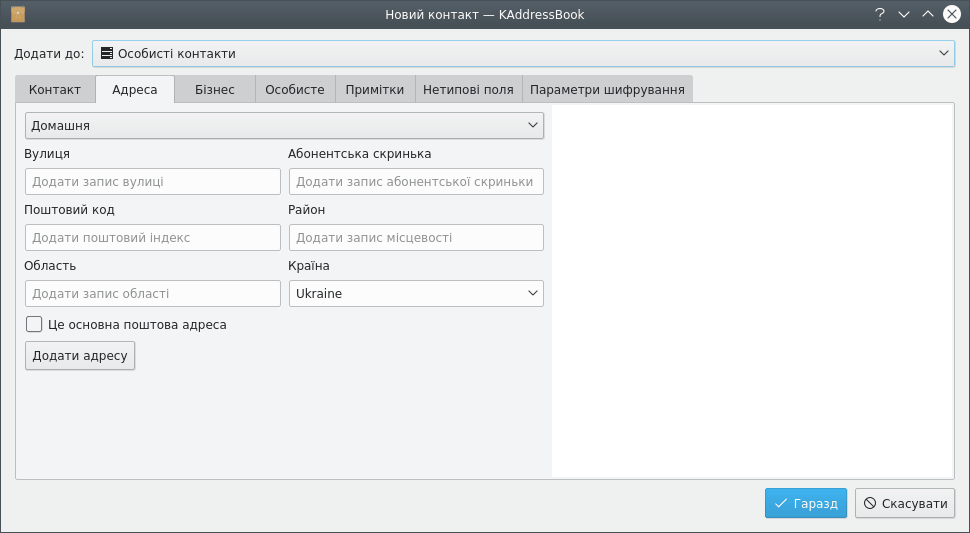 Новий контакт — KAddressBook
Додати до: Особисті контакти
Контакт Адреса Бізнес Особисте Примітки Нетипові поля Параметри шифрування
Домашня
Вулиця Абонентська скринька
Додати запис вулиці Додати запис абонентської скриньки
Поштовий код Район
Додати поштовий індекс Додати запис місцевості
Область Країна
Додати запис області Ukraine
Це основна поштова адреса
Додати адресу
Гаразд Скасувати